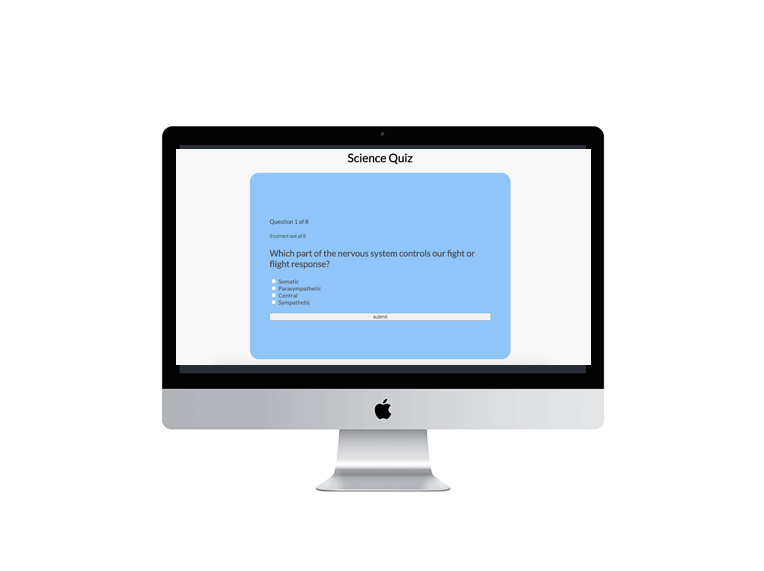 Science Quiz
Question 1 of 8
0 correct out of 8
Which part of the nervous system controls our fight or
flight response?
Somatic
Parasympathetic
Central
Sympathetic
submit